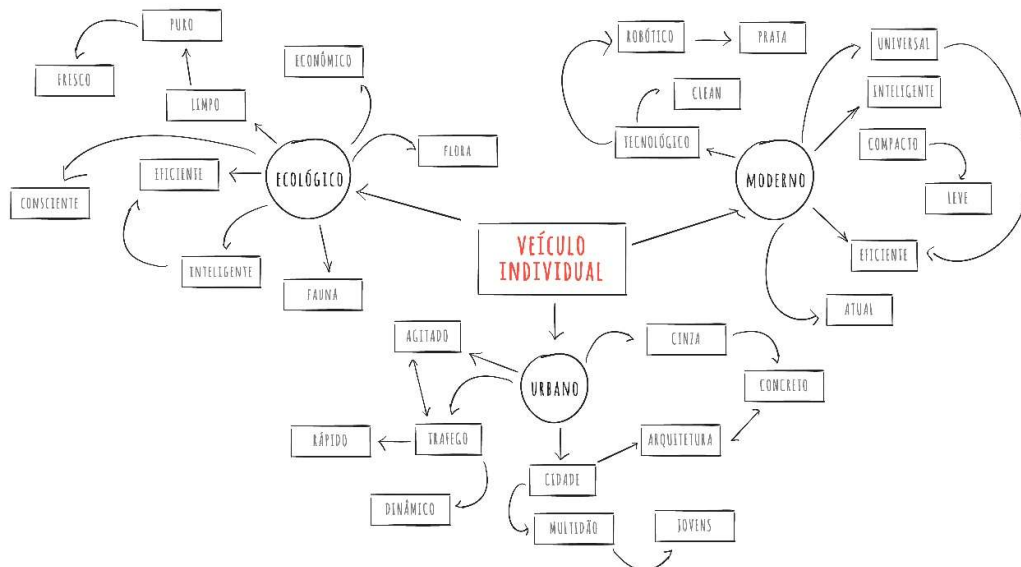 PURO
FRESCO
LIMPO
ECONÔMICO
FLORA
ECOLÓGICO
EFICIENTE
CONSCIENTE
INTELIGENTE
FAUNA
ROBÓTICO
PRATA
CLEAN
TECNOLÓGICO
MODERNO
UNIVERSAL
INTELIGENTE
COMPACTO
LEVE
EFICIENTE
ATUAL
VEÍCULO
INDIVIDUAL
AGITADO
URBANO
CINZA
CONCRETO
RÁPIDO
TRAFEGO
ARQUITETURA
DINÂMICO
CIDADE
MULTIDÃO
JOVENS